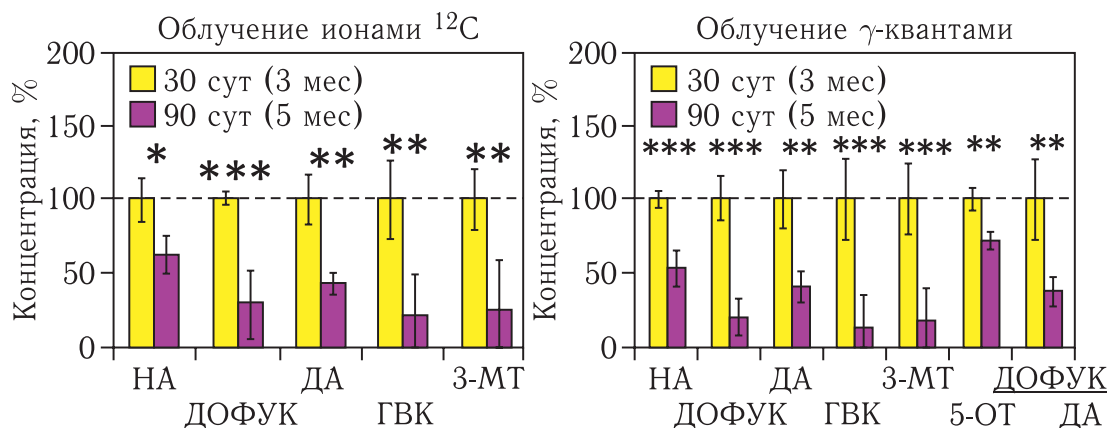 Облучение ионами ¹²C
Концентрация, %
200
150
100
50
0
30 сут (3 мес)
90 сут (5 мес)
* *** ** ** **
НА ДА 3-МТ
ДОФУК ГВК
Облучение γ-квантами
Концентрация, %
200
150
100
50
0
30 сут (3 мес)
90 сут (5 мес)
*** *** ** *** *** ** **
НА ДА 3-МТ ДОФУК
ДОФУК ГВК 5-ОТ ДА